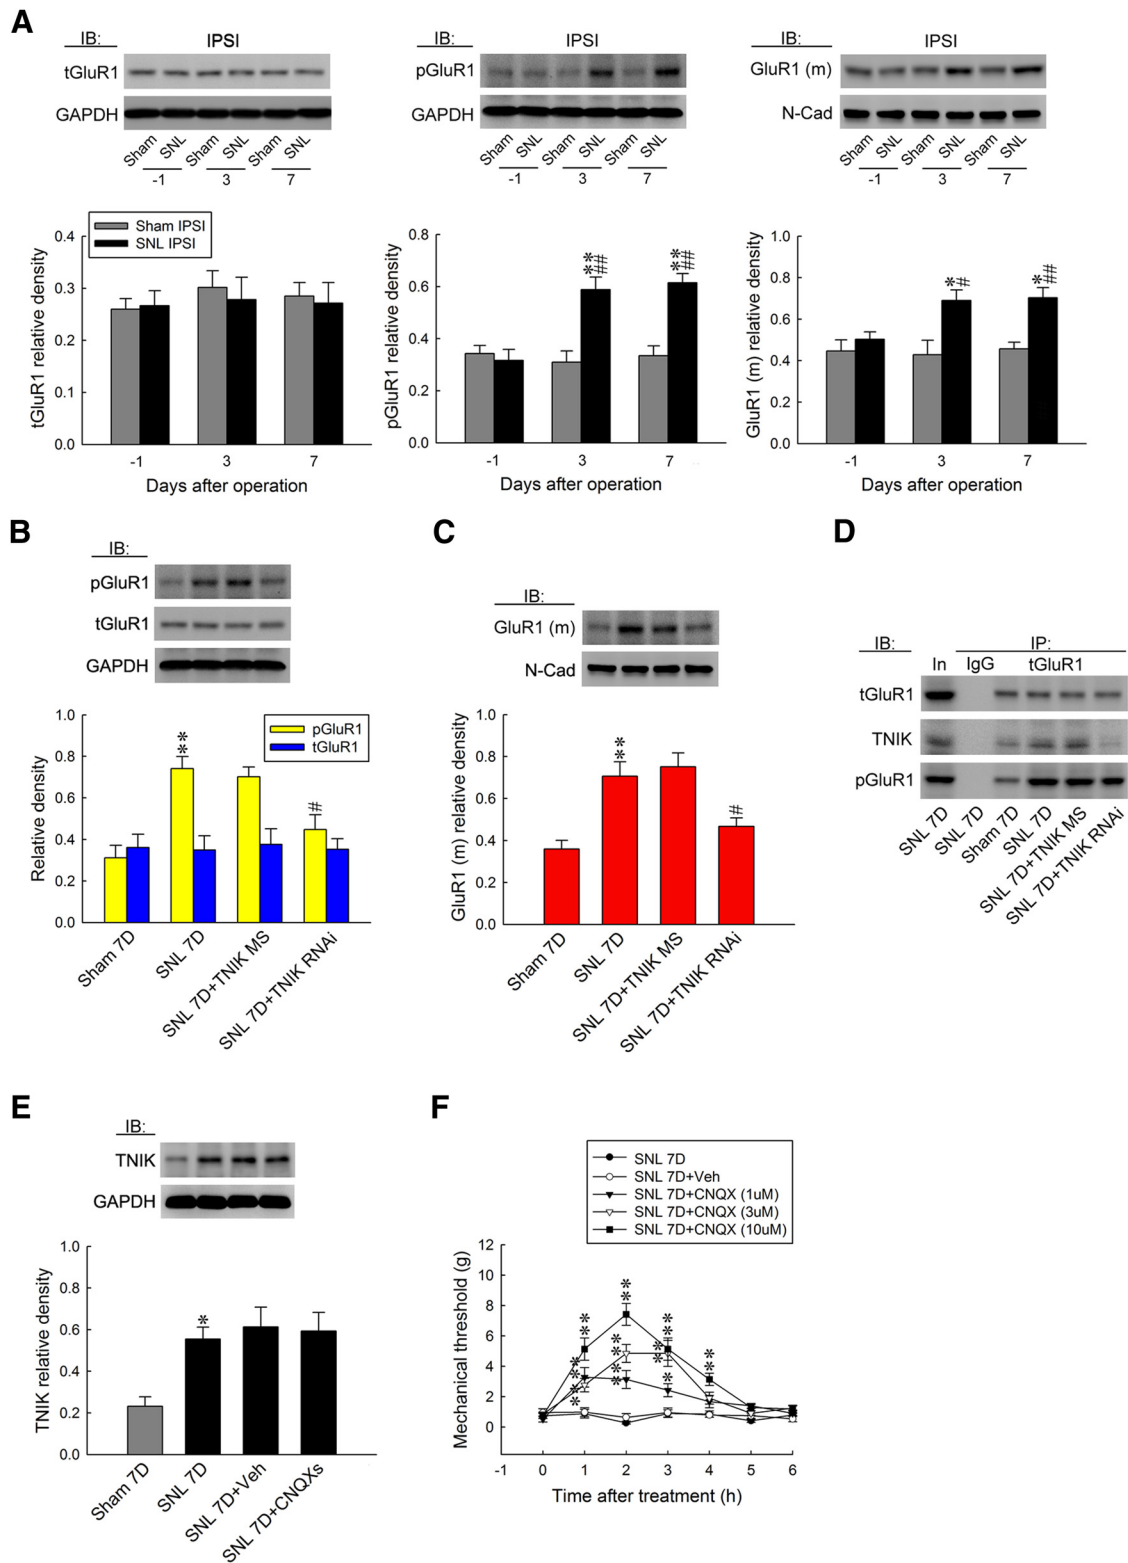 A
IB: IPSI
tGluR1
GAPDH
Sham SNL Sham SNL Sham SNL
-1 3 7
IB: IPSI
pGluR1
GAPDH
Sham SNL Sham SNL Sham SNL
-1 3 7
IB: IPSI
GluR1 (m)
N-Cad
Sham SNL Sham SNL Sham SNL
-1 3 7
Sham IPSI
SNL IPSI
tGluR1 relative density
0.4
0.3
0.2
0.1
0.0
-1 3 7
Days after operation
pGluR1 relative density
0.8
0.6
0.4
0.2
0.0
** ## ** ##
-1 3 7
Days after operation
GluR1 (m) relative density
1.0
0.8
0.6
0.4
0.2
0.0
* # * ##
-1 3 7
Days after operation
B
IB:
pGluR1
tGluR1
GAPDH
pGluR1
tGluR1
Relative density
1.0
0.8
0.6
0.4
0.2
0.0
** #
Sham 7D
SNL 7D
SNL 7D+TNIK MS
SNL 7D+TNIK RNAi
C
IB:
GluR1 (m)
N-Cad
GluR1 (m) relative density
1.0
0.8
0.6
0.4
0.2
0.0
** #
Sham 7D
SNL 7D
SNL 7D+TNIK MS
SNL 7D+TNIK RNAi
D
IB: IP:
In IgG tGluR1
tGluR1
TNIK
pGluR1
SNL 7D
SNL 7D
Sham 7D
SNL 7D
SNL 7D+TNIK MS
SNL 7D+TNIK RNAi
E
IB:
TNIK
GAPDH
TNIK relative density
1.0
0.8
0.6
0.4
0.2
0.0
*
Sham 7D
SNL 7D
SNL 7D+Veh
SNL 7D+CNQXs
F
SNL 7D
SNL 7D+Veh
SNL 7D+CNQX (1uM)
SNL 7D+CNQX (3uM)
SNL 7D+CNQX (10uM)
Mechanical threshold (g)
12
10
8
6
4
2
0
** ** ** ** ** ** ** ** * **
-1 0 1 2 3 4 5 6
Time after treatment (h)